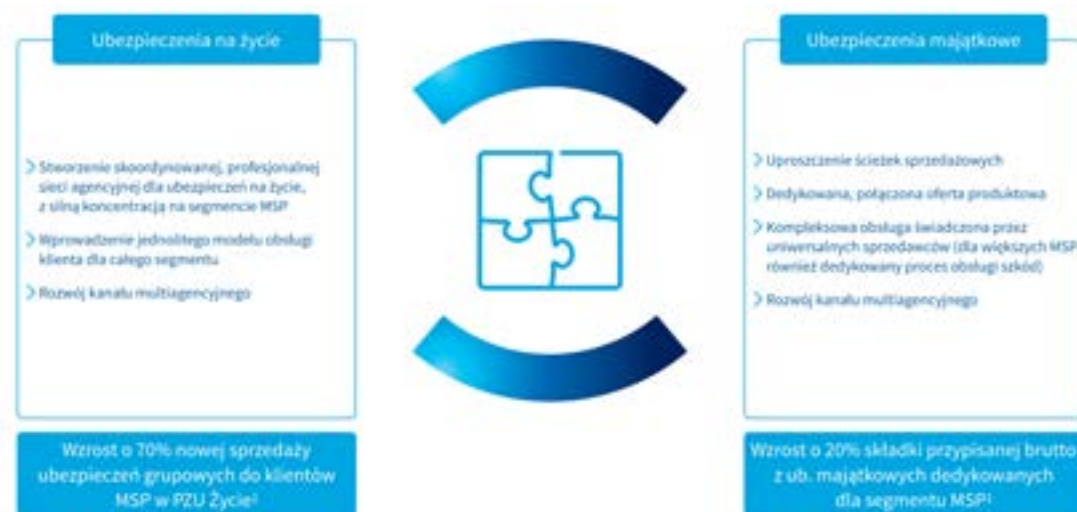 Ubezpieczenia na życie
Stworzenie skoordynowanej, profesjonalnej
sieci agencyjnej dla ubezpieczeń na życie,
z silną koncentracją na segmencie MSP
Wprowadzenie jednolitego modelu obsługi
klienta dla całego segmentu
Rozwój kanału multiagencyjnego
Wzrost o 70% nowej sprzedaży
ubezpieczeń grupowych do klientów
MSP w PZU Życie
Ubezpieczenia majątkowe
Uproszczenie ścieżek sprzedażowych
Dedykowana, połączona oferta produktowa
Kompleksowa obsługa świadczona przez
uniwersalnych sprzedawców (dla większych MSP
również dedykowany proces obsługi szkód)
Rozwój kanału multiagencyjnego
Wzrost o 20% składki przypisanej brutto
z ub. majątkowych dedykowanych
dla segmentu MSP